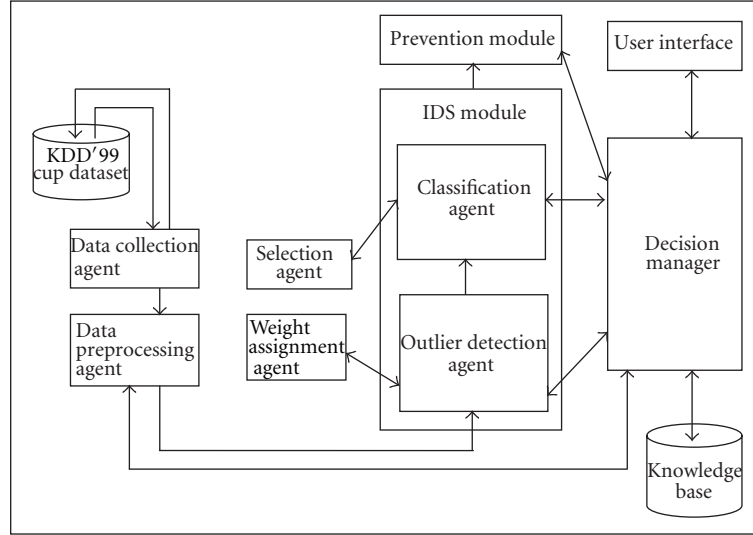 Prevention module
User interface
IDS module
KDD'99
cup dataset
Classification
agent
Data collection
agent
Selection
agent
Decision
manager
Data
preprocessing
agent
Weight
assignment
agent
Outlier detection
agent
Knowledge
base